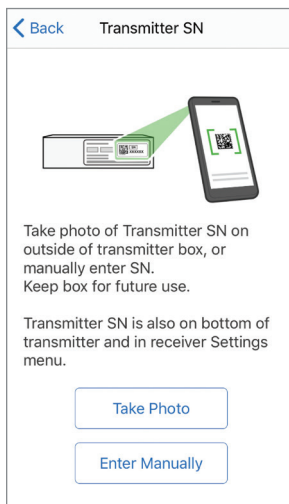 Back
Transmitter SN
SN
XXXXXX
Take photo of Transmitter SN on
outside of transmitter box, or
manually enter SN.
Keep box for future use.
Transmitter SN is also on bottom of
transmitter and in receiver Settings
menu.
Take Photo
Enter Manually